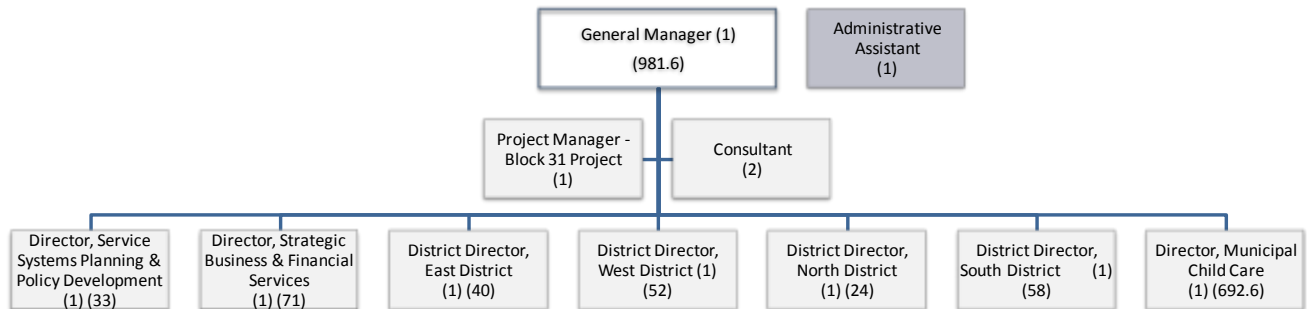 General Manager (1)
(981.6)
Administrative
Assistant
(1)
Project Manager -
Block 31 Project
(1)
Consultant
(2)
Director, Service
Systems Planning &
Policy Development
(1) (33)
Director, Strategic
Business & Financial
Services
(1) (71)
District Director,
East District
(1) (40)
District Director,
West District (1)
(52)
District Director,
North District
(1) (24)
District Director,
South District (1)
(58)
Director, Municipal
Child Care
(1) (692.6)